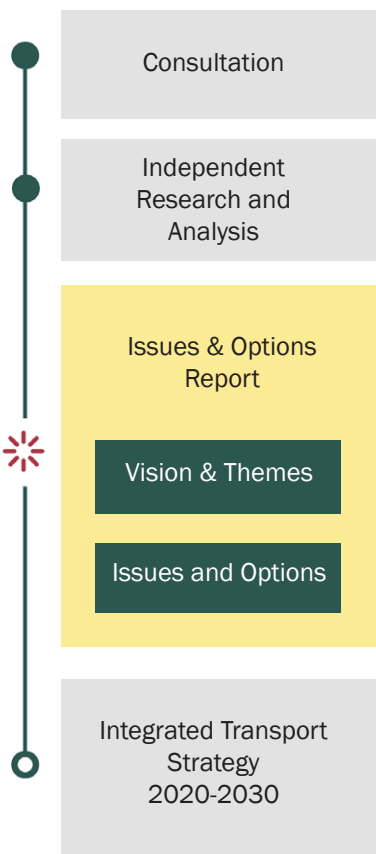 Consultation
Independent
Research and
Analysis
Issues & Options
Report
Vision & Themes
Issues and Options
Integrated Transport
Strategy
2020-2030